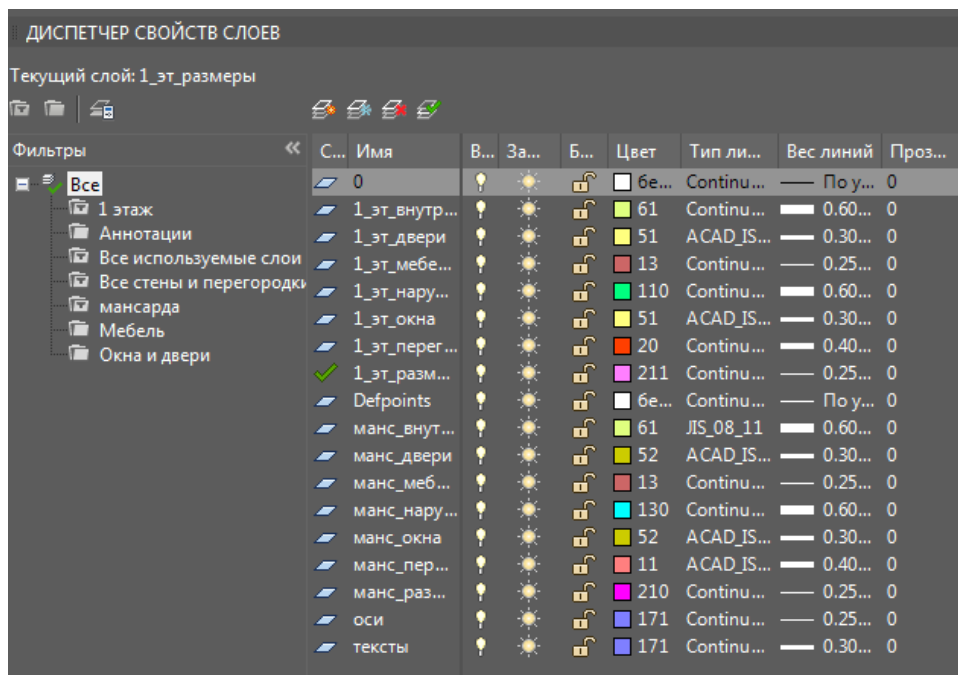 ДИСПЕТЧЕР СВОЙСТВ СЛОЕВ
Текущий слой: 1_эт_размеры
Фильтры
Все
1 этаж
Аннотации
Все используемые слои
Все стены и перегородки
мансарда
Мебель
Окна и двери
С... Имя В... За... Б... Цвет Тип ли... Вес линий Проз...
0 бе... Continu... По у... 0
1_эт_внутр... 61 Continu... 0.60... 0
1_эт_двери 51 ACAD_IS... 0.30... 0
1_эт_мебе... 13 Continu... 0.25... 0
1_эт_нару... 110 Continu... 0.60... 0
1_эт_окна 51 ACAD_IS... 0.30... 0
1_эт_перег... 20 Continu... 0.40... 0
1_эт_разм... 211 Continu... 0.25... 0
Defpoints бе... Continu... По у... 0
манс_внут... 61 JIS_08_11 0.60... 0
манс_двери 52 ACAD_IS... 0.30... 0
манс_меб... 13 Continu... 0.25... 0
манс_нару... 130 Continu... 0.60... 0
манс_окна 52 ACAD_IS... 0.30... 0
манс_пер... 11 ACAD_IS... 0.40... 0
манс_раз... 210 Continu... 0.25... 0
оси 171 Continu... 0.25... 0
тексты 171 Continu... 0.30... 0